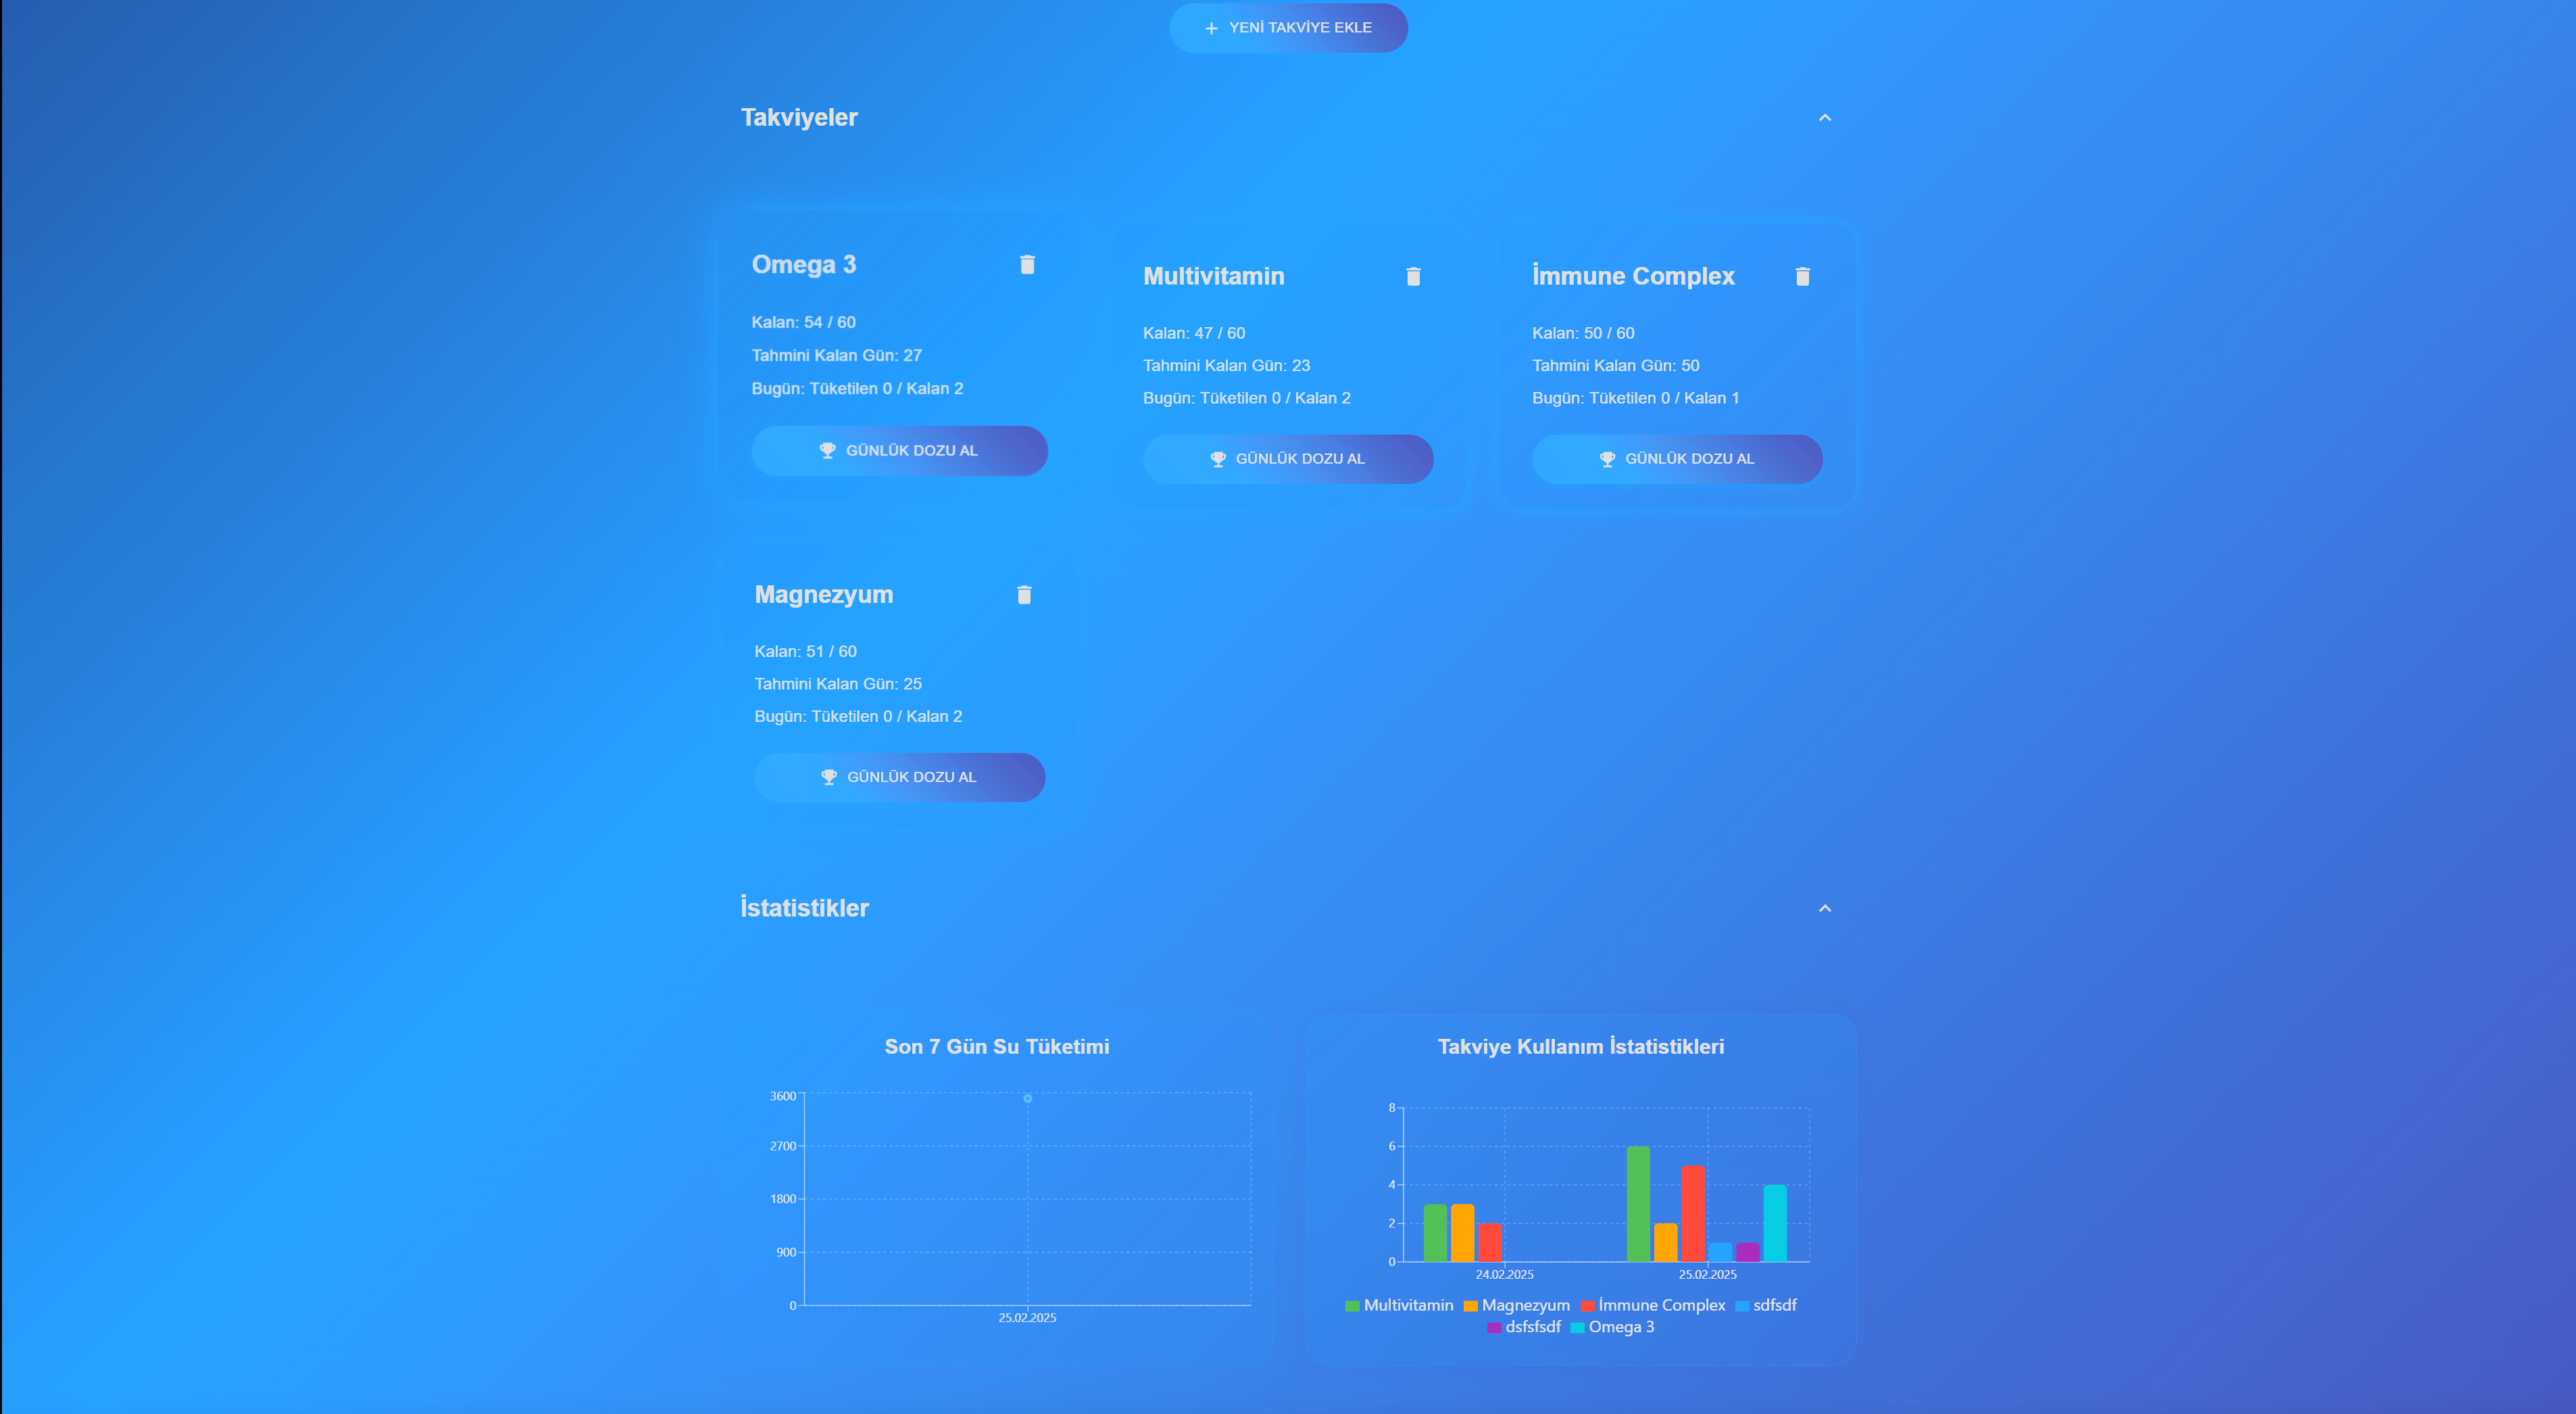 YENİ TAKVİYE EKLE
Takviyeler
Omega 3
Kalan: 54 / 60
Tahmini Kalan Gün: 27
Bugün: Tüketilen 0 / Kalan 2
GÜNLÜK DOZU AL
Multivitamin
Kalan: 47 / 60
Tahmini Kalan Gün: 23
Bugün: Tüketilen 0 / Kalan 2
GÜNLÜK DOZU AL
İmmune Complex
Kalan: 50 / 60
Tahmini Kalan Gün: 50
Bugün: Tüketilen 0 / Kalan 1
GÜNLÜK DOZU AL
Magnezyum
Kalan: 51 / 60
Tahmini Kalan Gün: 25
Bugün: Tüketilen 0 / Kalan 2
GÜNLÜK DOZU AL
İstatistikler
Son 7 Gün Su Tüketimi
3600
2700
1800
900
0
25.02.2025
Takviye Kullanım İstatistikleri
8
6
4
2
0
24.02.2025 25.02.2025
Multivitamin Magnezyum İmmune Complex sdfsdf
dsfsfsdf Omega 3